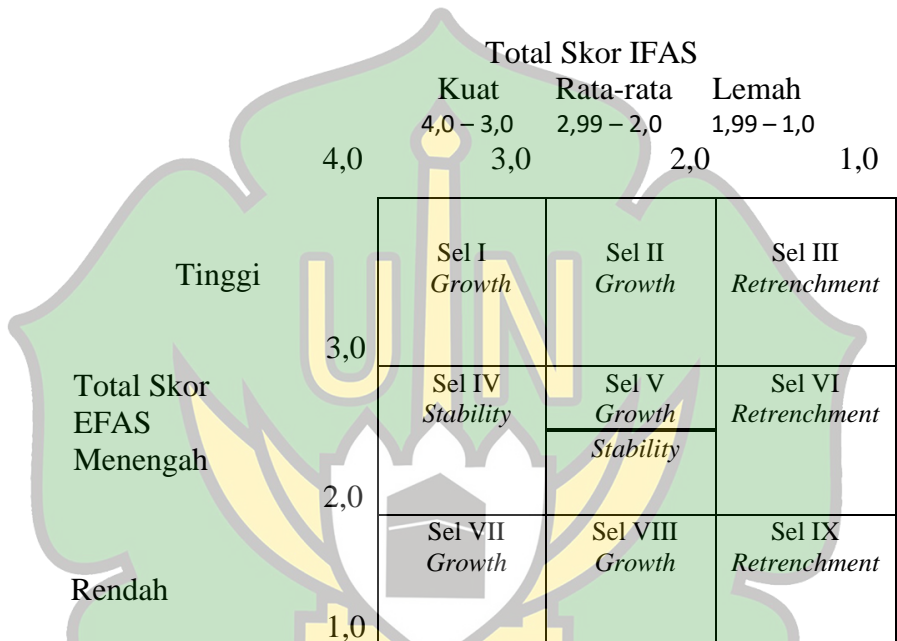 Total Skor IFAS
Kuat Rata-rata Lemah
4,0 – 3,0 2,99 – 2,0 1,99 – 1,0
4,0 3,0 2,0 1,0
Tinggi
Sel I Sel II Sel III
Growth Growth Retrenchment
3,0
Total Skor
EFAS
Menengah
Sel IV Sel V Sel VI
Stability Growth Retrenchment
Stability
2,0
Sel VII Sel VIII Sel IX
Growth Growth Retrenchment
Rendah
1,0
UIN